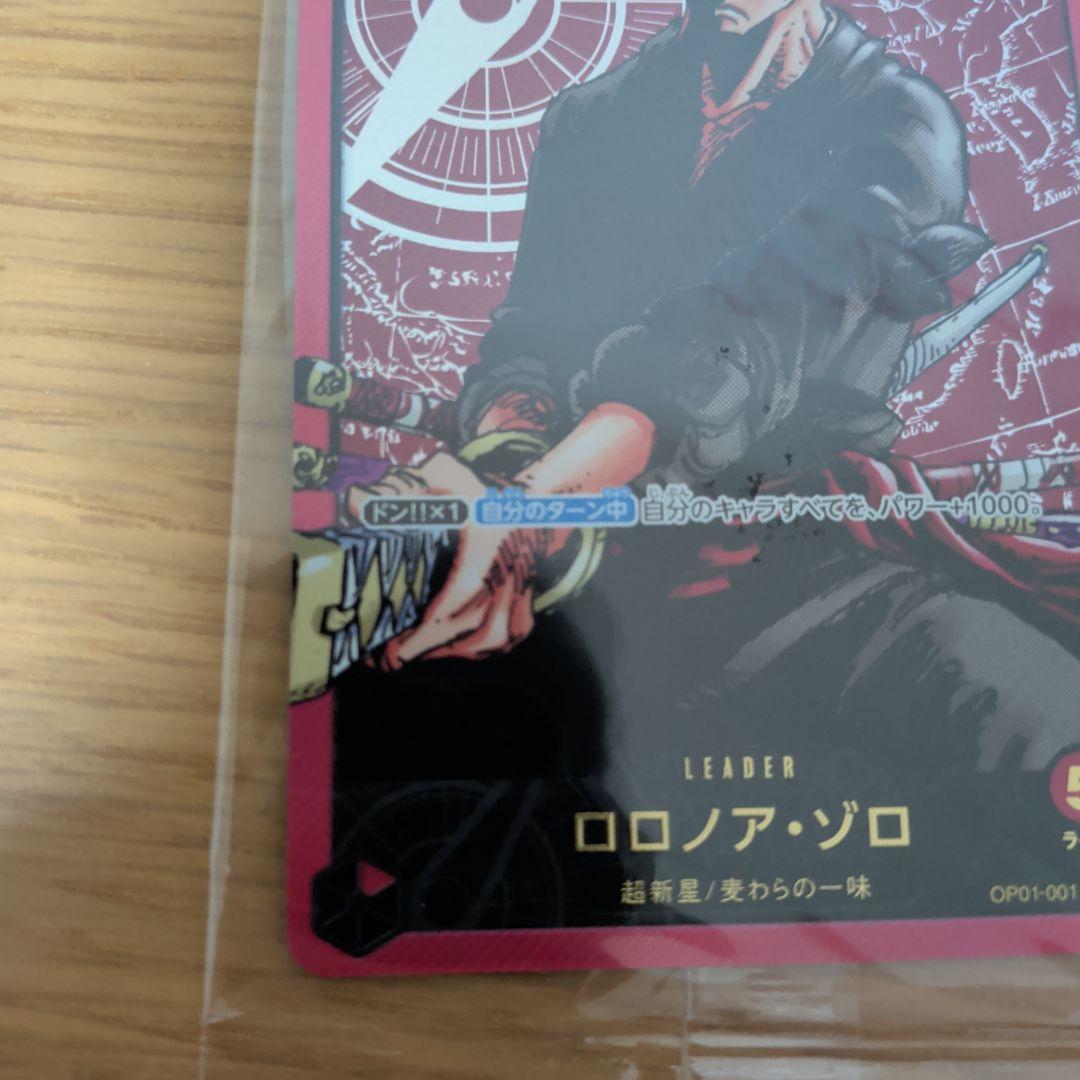 ドン!!×1 自分のターン中 自分のキャラすべてを、パワー+1000。
LEADER
ロロノア・ゾロ
5
ラ
超新星/麦わらの一味
OP01-001